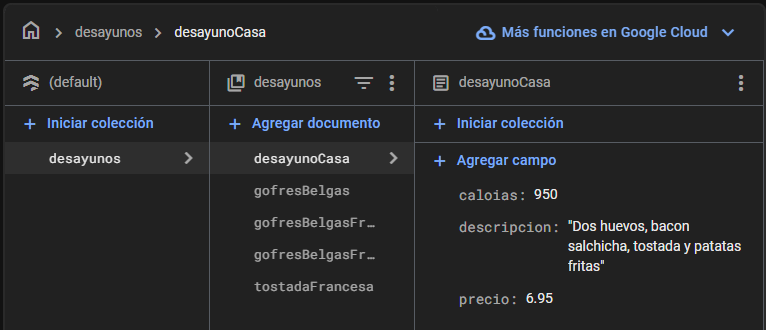 desayunos > desayunoCasa
Más funciones en Google Cloud
(default)
desayunos
desayunoCasa
+ Iniciar colección
+ Agregar documento
+ Iniciar colección
desayunos
desayunoCasa
gofresBelgas
gofresBelgasFr…
gofresBelgasFr…
tostadaFrancesa
+ Agregar campo
caloias: 950
descripcion: "Dos huevos, bacon
salchicha, tostada y patatas
fritas"
precio: 6.95